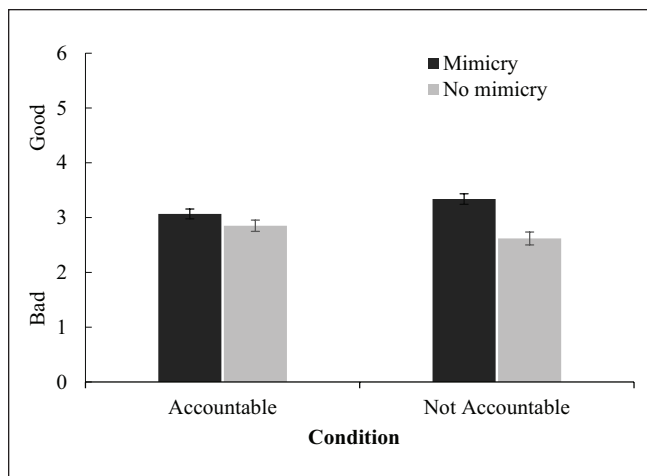 6
5
4
3
2
1
0
Good
Bad
Mimicry
No mimicry
Accountable
Not Accountable
Condition